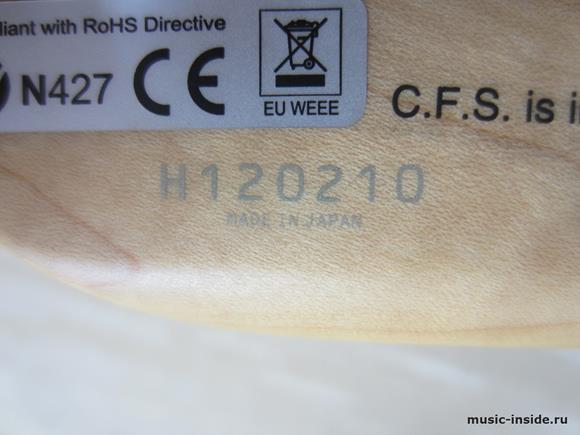 liant with RoHS Directive
N427 CE
EU WEEE
C.F.S. is i
H120210
MADE IN JAPAN
music-inside.ru